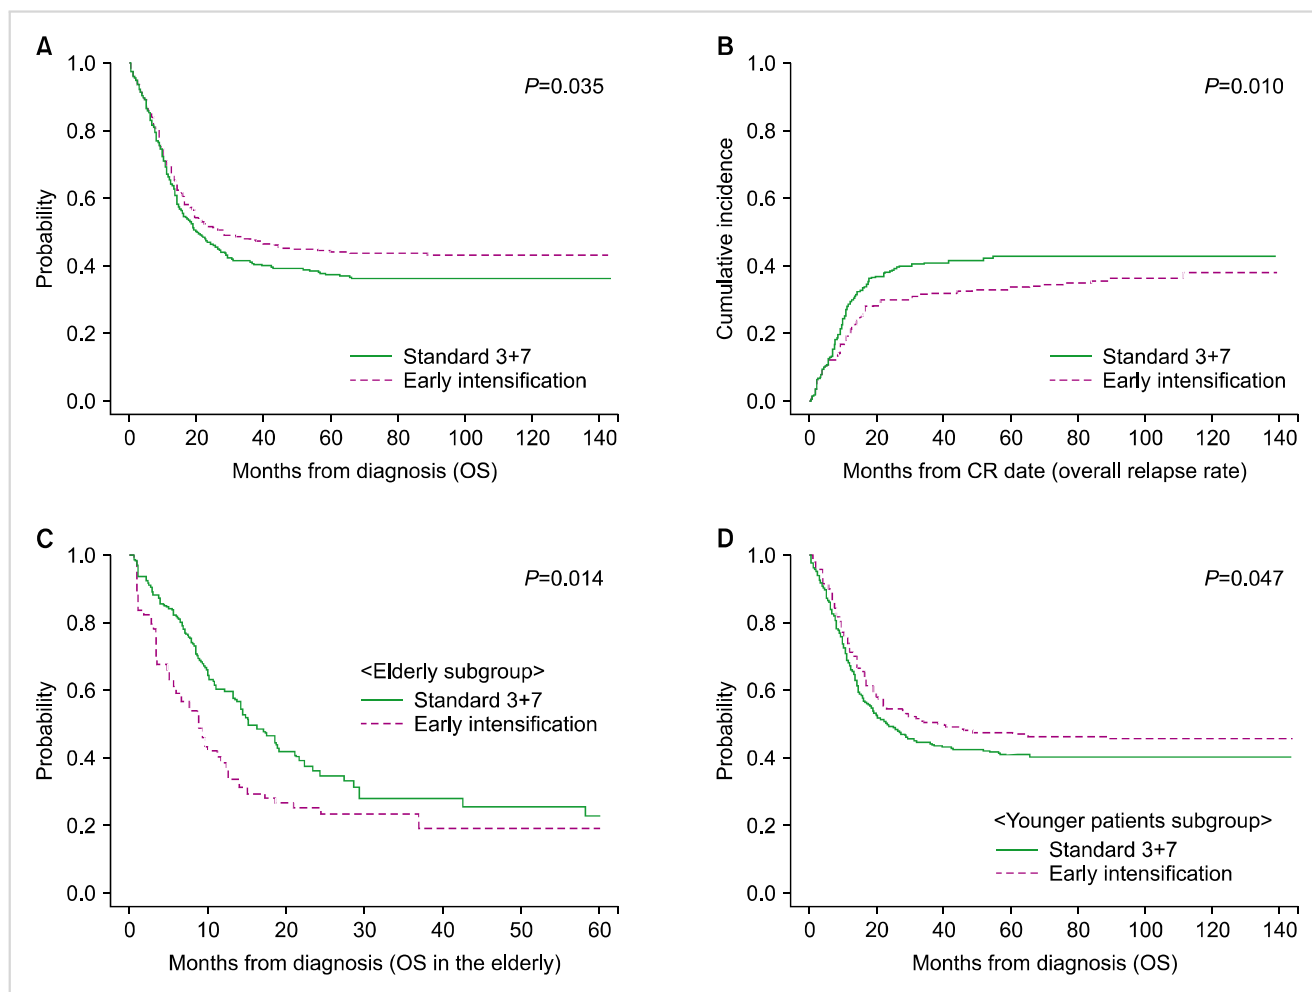 A
1.0
0.8
0.6
0.4
0.2
0.0
Probability
P=0.035
Standard 3+7
Early intensification
0 20 40 60 80 100 120 140
Months from diagnosis (OS)
B
1.0
0.8
0.6
0.4
0.2
0.0
Cumulative incidence
P=0.010
Standard 3+7
Early intensification
0 20 40 60 80 100 120 140
Months from CR date (overall relapse rate)
C
1.0
0.8
0.6
0.4
0.2
0.0
Probability
P=0.014
<Elderly subgroup>
Standard 3+7
Early intensification
0 10 20 30 40 50 60
Months from diagnosis (OS in the elderly)
D
1.0
0.8
0.6
0.4
0.2
0.0
Probability
P=0.047
<Younger patients subgroup>
Standard 3+7
Early intensification
0 20 40 60 80 100 120 140
Months from diagnosis (OS)